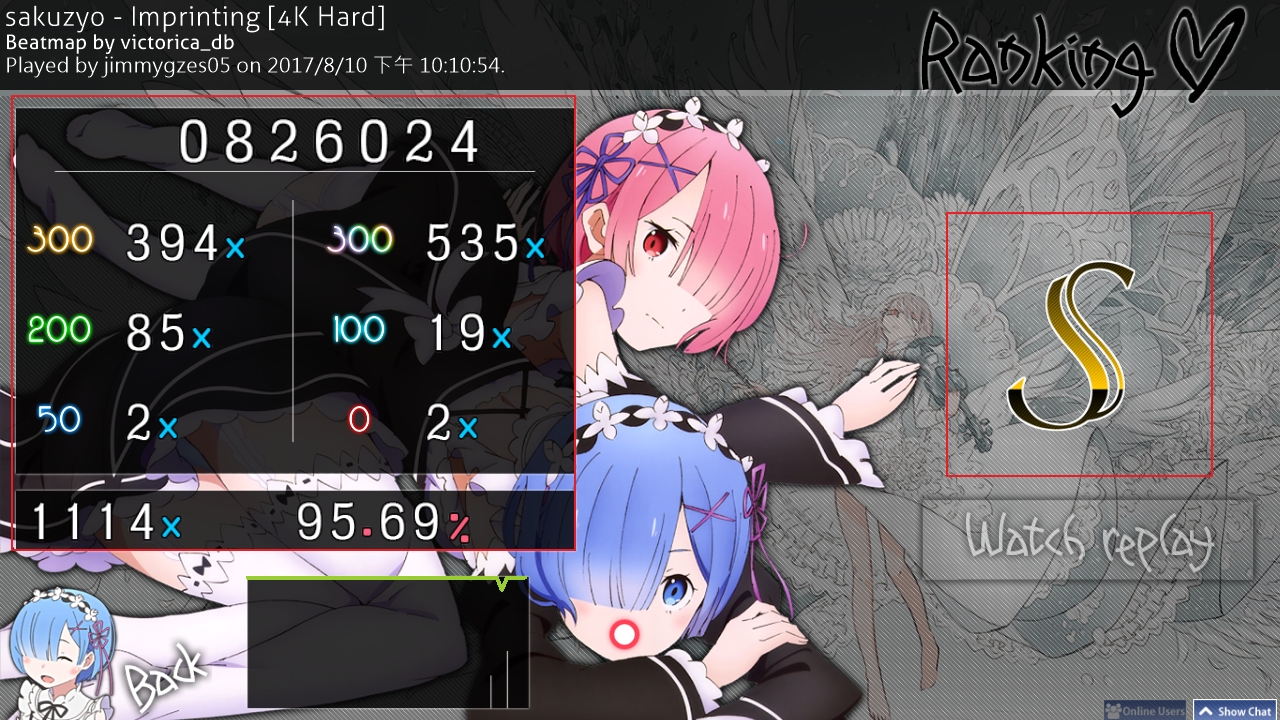 sakuzyo - Imprinting [4K Hard]
Beatmap by victorica_db
Played by jimmygzes05 on 2017/8/10 下午 10:10:54.
Ranking
0826024
300 394x 300 535x
200 85x 100 19x
50 2x 0 2x
1114x 95.69%
S
Watch replay
Back
Online Users
Show Chat